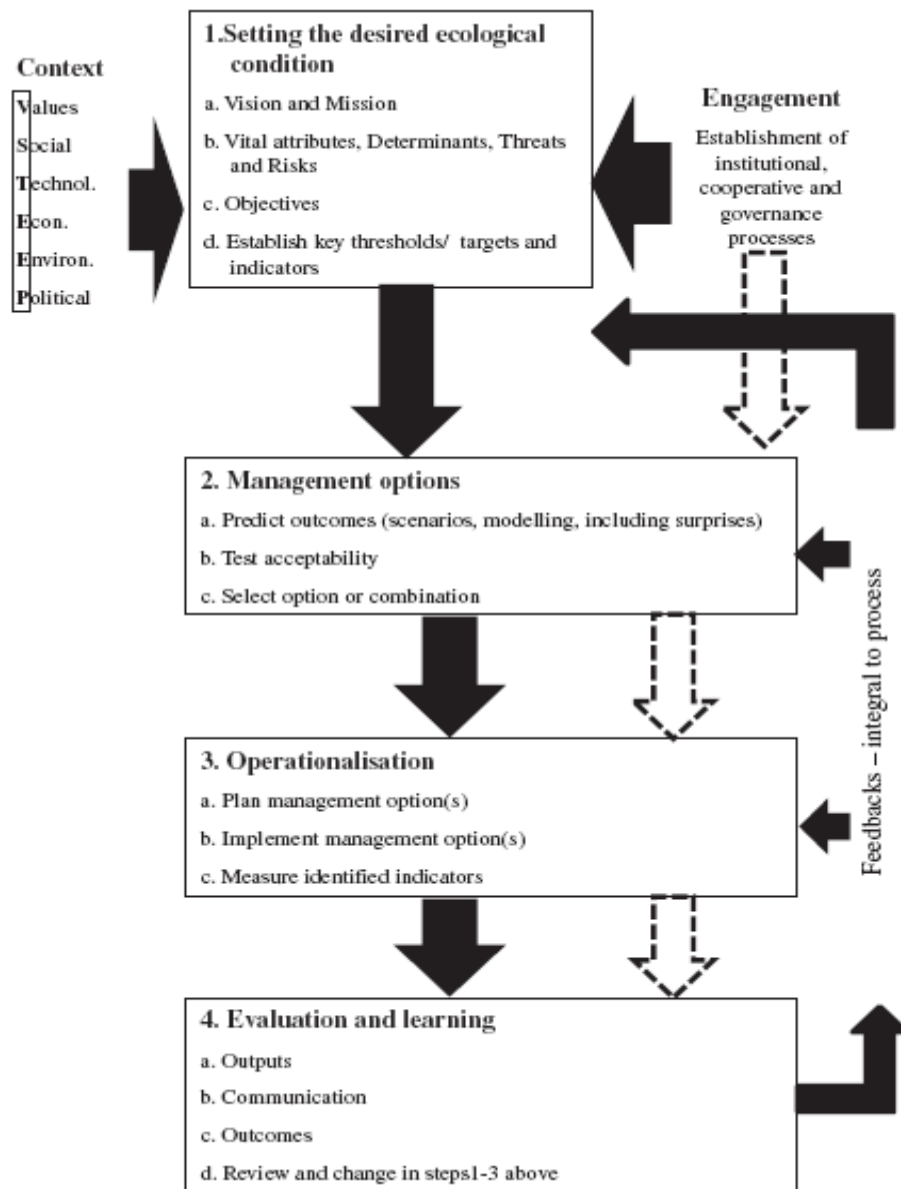 1.Setting the desired ecological
condition
a. Vision and Mission
b. Vital attributes, Determinants, Threats
and Risks
c. Objectives
d. Establish key thresholds/ targets and
indicators
Context
Values
Social
Technol.
Econ.
Environ.
Political
Engagement
Establishment of
institutional,
cooperative and
governance
processes
2. Management options
a. Predict outcomes (scenarios, modelling, including surprises)
b. Test acceptability
c. Select option or combination
3. Operationalisation
a. Plan management option(s)
b. Implement management option(s)
c. Measure identified indicators
4. Evaluation and learning
a. Outputs
b. Communication
c. Outcomes
d. Review and change in steps1-3 above
Feedbacks – integral to process